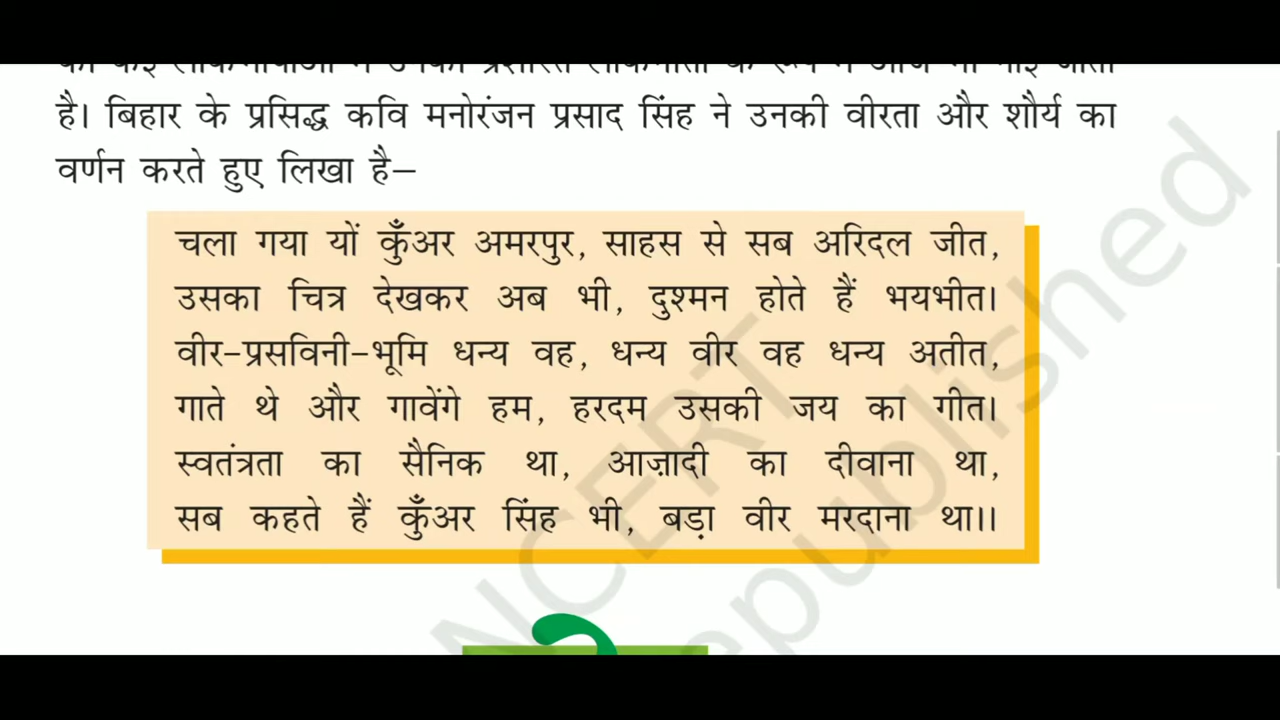 है। बिहार के प्रसिद्ध कवि मनोरंजन प्रसाद सिंह ने उनकी वीरता और शौर्य का
वर्णन करते हुए लिखा है–
चला गया यों कुँअर अमरपुर, साहस से सब अरिदल जीत,
उसका चित्र देखकर अब भी, दुश्मन होते हैं भयभीत।
वीर-प्रसविनी-भूमि धन्य वह, धन्य वीर वह धन्य अतीत,
गाते थे और गावेंगे हम, हरदम उसकी जय का गीत।
स्वतंत्रता का सैनिक था, आज़ादी का दीवाना था,
सब कहते हैं कुँअर सिंह भी, बड़ा वीर मरदाना था।।
NCERT
republished